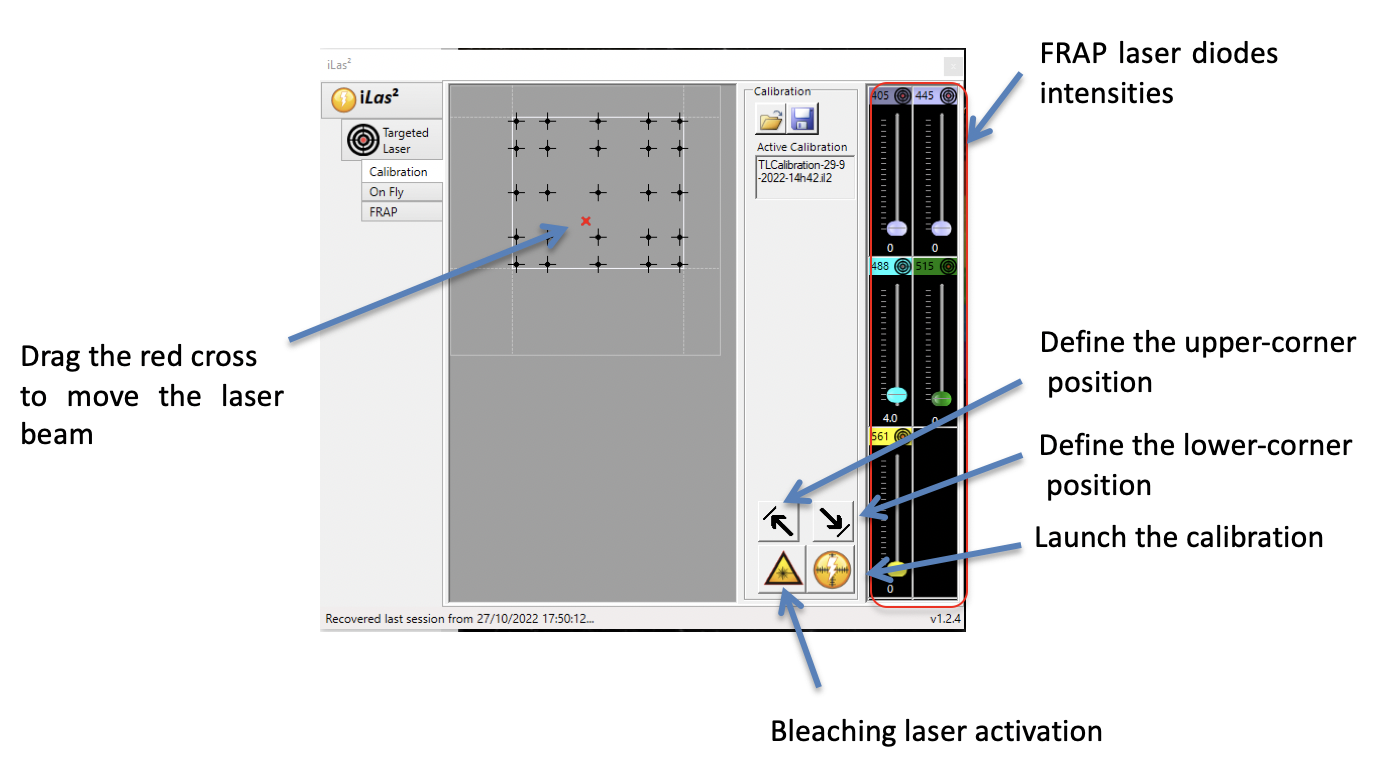 FRAP laser diodes
intensities
iLas²
iLas²
Targeted
Laser
Calibration
On Fly
FRAP
Calibration
Active Calibration
TLCalibration-29-9
-2022-14h42.il2
405 445
0 0
488 515
4.0 0
561
0
Drag the red cross
to move the laser
beam
Define the upper-corner
position
Define the lower-corner
position
Launch the calibration
Recovered last session from 27/10/2022 17:50:12...
v1.2.4
Bleaching laser activation